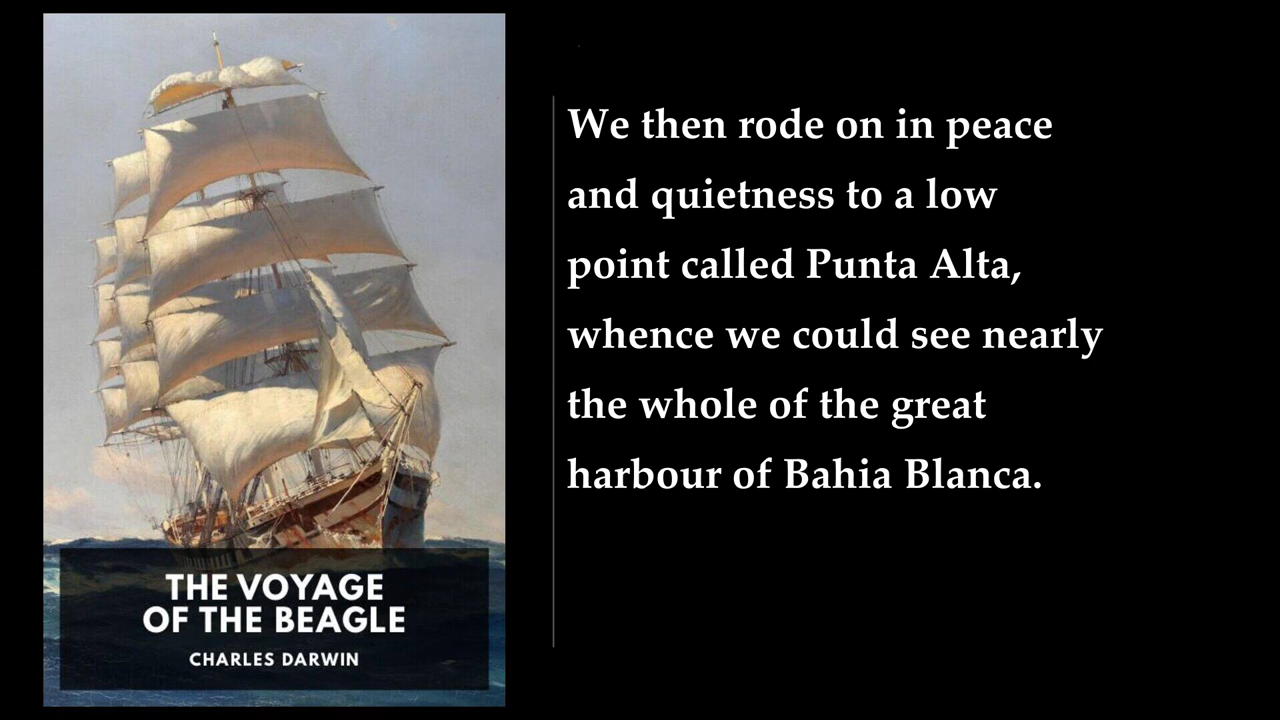 We then rode on in peace
and quietness to a low
point called Punta Alta,
whence we could see nearly
the whole of the great
harbour of Bahia Blanca.
THE VOYAGE
OF THE BEAGLE
CHARLES DARWIN